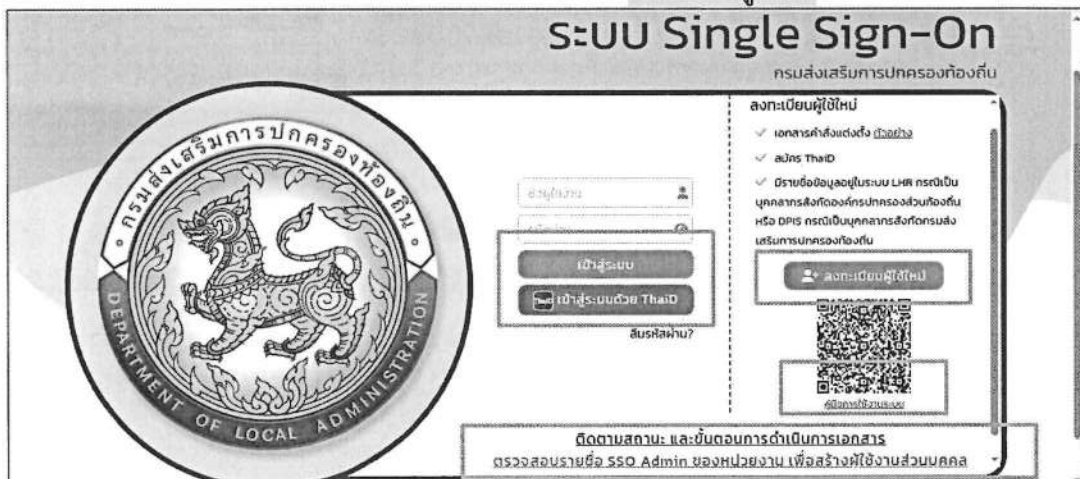 ระบบ Single Sign-On
กรมส่งเสริมการปกครองท้องถิ่น
กรมส่งเสริมการปกครองท้องถิ่น
DEPARTMENT OF LOCAL ADMINISTRATION
ชื่อผู้ใช้งาน
รหัสผ่าน
เข้าสู่ระบบ
ThaiD เข้าสู่ระบบด้วย ThaiD
ลืมรหัสผ่าน?
ลงทะเบียนผู้ใช้ใหม่
เอกสารคำสั่งแต่งตั้ง ตัวอย่าง
สมัคร ThaiD
มีรายชื่อข้อมูลอยู่ในระบบ LHR กรณีเป็น
บุคลากรสังกัดองค์กรปกครองส่วนท้องถิ่น
หรือ DPIS กรณีเป็นบุคลากรสังกัดกรมส่ง
เสริมการปกครองท้องถิ่น
ลงทะเบียนผู้ใช้ใหม่
คู่มือการใช้งานระบบ
ติดตามสถานะ และขั้นตอนการดำเนินการเอกสาร
ตรวจสอบรายชื่อ SSO Admin ของหน่วยงาน เพื่อสร้างผู้ใช้งานส่วนบุคคล